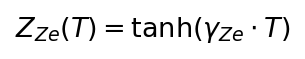 Z_{Ze}(T) = tanh(γ_{Ze} · T)